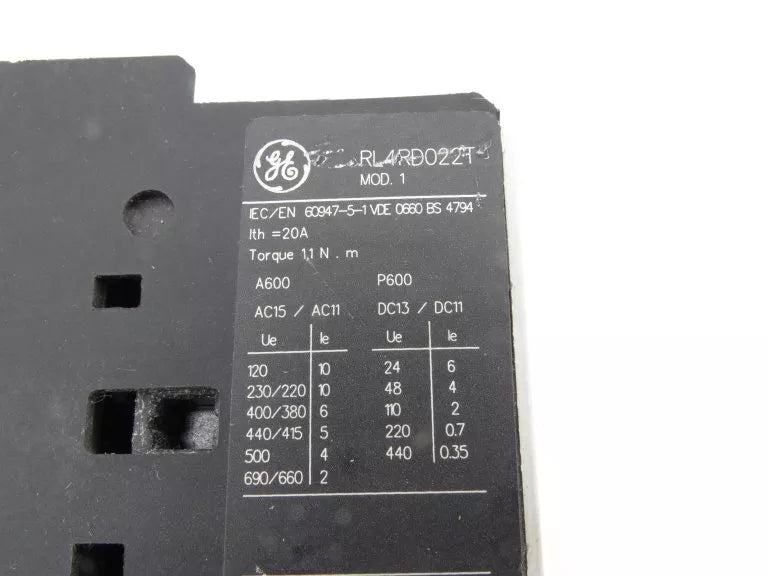 GE
RL4RD022T
MOD. 1
IEC/EN 60947-5-1 VDE 0660 BS 4794
Ith =20A
Torque 1,1 N . m
A600 P600
AC15 / AC11 DC13 / DC11
Ue Ie Ue Ie
120 10 24 6
230/220 10 48 4
400/380 6 110 2
440/415 5 220 0.7
500 4 440 0.35
690/660 2